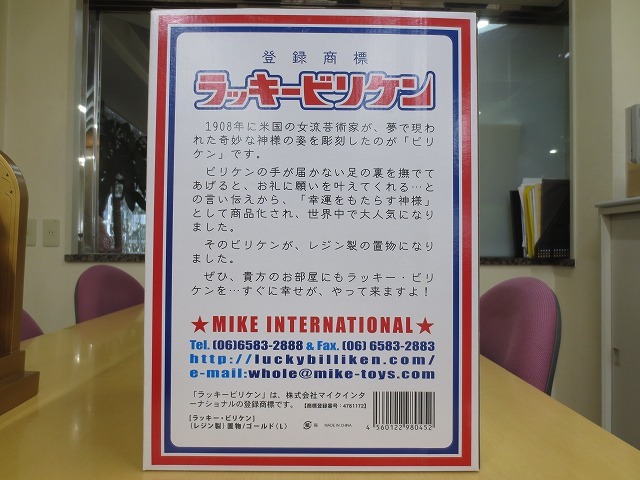 登録商標
ラッキービリケン
1908年に米国の女流芸術家が、夢で現わ
れた奇妙な神様の姿を彫刻したのが「ビリ
ケン」です。
ビリケンの手が届かない足の裏を撫でて
あげると、お礼に願いを叶えてくれる…と
の言い伝えから、「幸運をもたらす神様」
として商品化され、世界中で大人気になり
ました。
そのビリケンが、レジン製の置物になり
ました。
ぜひ、貴方のお部屋にもラッキー・ビリ
ケンを…すぐに幸せが、やって来ますよ！
★MIKE INTERNATIONAL★
Tel. (06)6583-2888 & Fax. (06) 6583-2883
http://luckybilliken.com/
e-mail:whole@mike-toys.com
「ラッキービリケン」は、株式会社マイクインタ
ーナショナルの登録商標です。【商標登録番号：4781172】
[ラッキー・ビリケン]
(レジン製)置物/ゴールド(L)
MADE IN CHINA
4 560122 980452